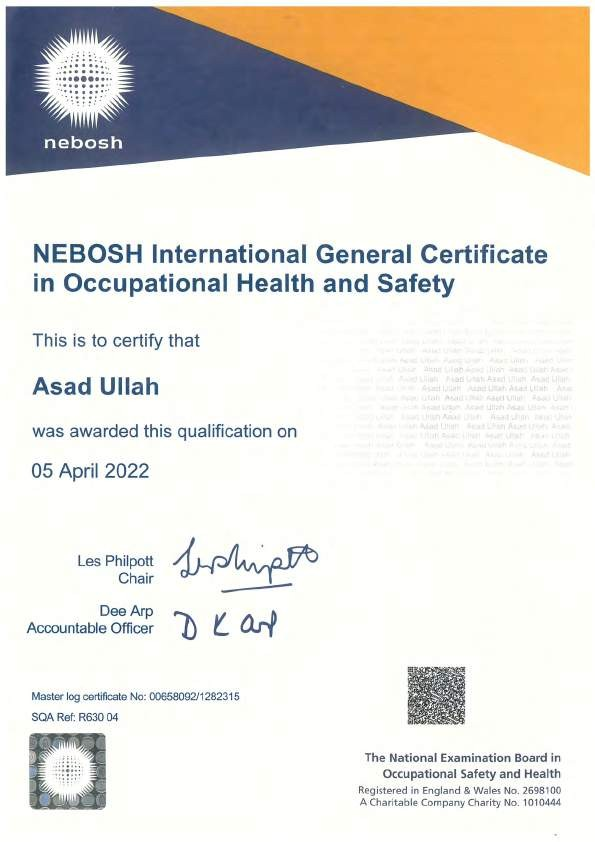 nebosh
NEBOSH International General Certificate
in Occupational Health and Safety
This is to certify that
Asad Ullah
was awarded this qualification on
05 April 2022
Les Philpott
Chair
Dee Arp
Accountable Officer
D K Arp
Master log certificate No: 00658092/1282315
SQA Ref: R630 04
The National Examination Board in
Occupational Safety and Health
Registered in England & Wales No. 2698100
A Charitable Company Charity No. 1010444